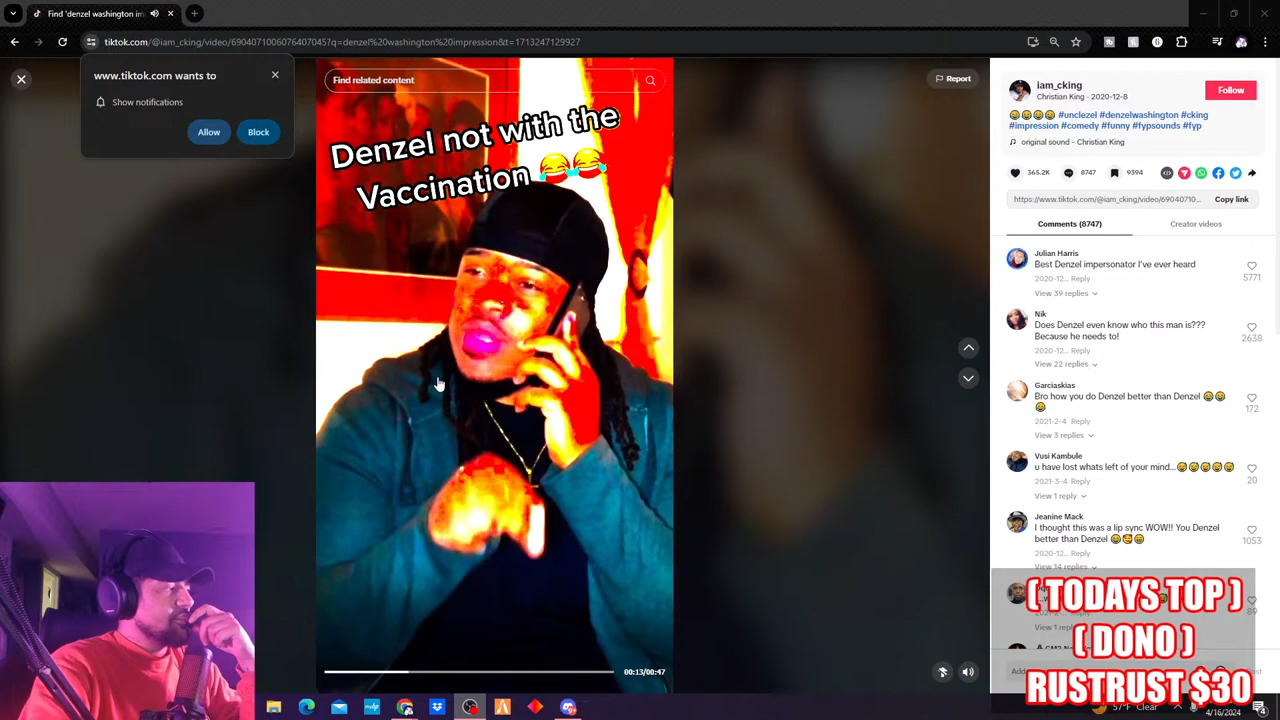 TikTok · 'denz
tiktok.com/@iam_cking/video/6904071006076407045?q=denzel%20washington%20impression&t=1713247129927
www.tiktok.com wants to
Show notifications
Allow
Block
Find related content
Report
Denzel not with the
Vaccination 😂😂
00:13/00:47
iam_cking
Christian King · 2020-12-8
Follow
😂😂😂😂 #unclezel #denzelwashington #cking
#impression #comedy #funny #fypsounds #fyp
original sound - Christian King
365.2K
8747
9394
https://www.tiktok.com/@iam_cking/video/69040710...
Copy link
Comments (8747)
Creator videos
Julian Harris
Best Denzel impersonator I've ever heard
5771
2020-12... Reply
View 39 replies
Nik
Does Denzel even know who this man is???
Because he needs to!
2638
2020-12... Reply
View 22 replies
Garciaskias
Bro how you do Denzel better than Denzel 😂😂
😂
172
2021-2-4 Reply
View 3 replies
Vusi Kambule
u have lost whats left of your mind...😅😅😅😅😅
20
2021-3-4 Reply
View 1 reply
Jeanine Mack
I thought this was a lip sync WOW!! You Denzel
better than Denzel 😂🥰😄
1053
2020-12... Reply
View 14 replies
89
View 1 rep
( TODAYS TOP )
( DONO )
RUSTRUST $30
57°F Clear
4/16/2024
4